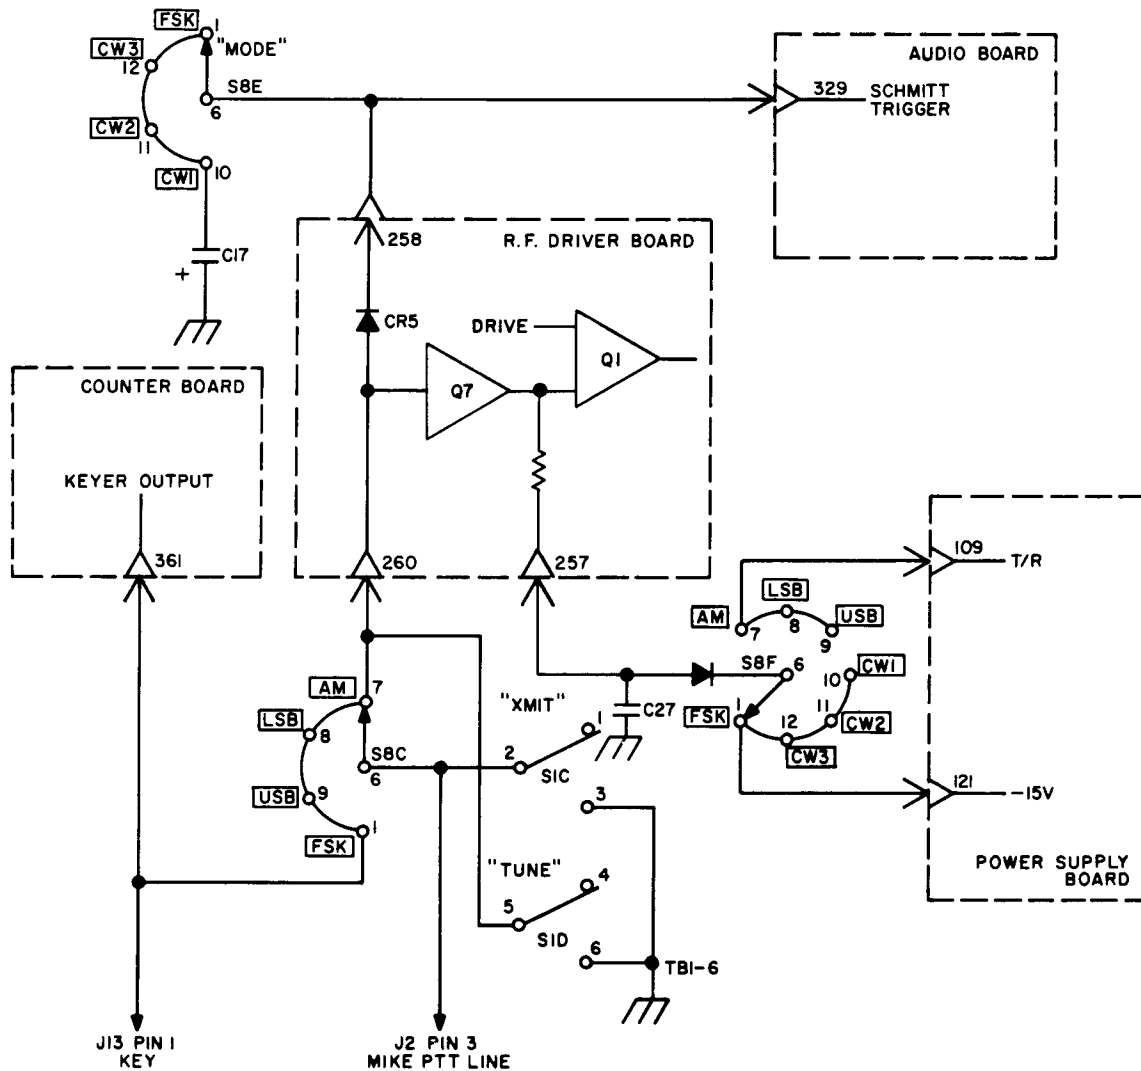 FSK
1
"MODE"
CW3
12
S8E
6
CW2
11
CW1
10
C17
+
AUDIO BOARD
329
SCHMITT
TRIGGER
258
R.F. DRIVER BOARD
CR5
DRIVE
Q1
Q7
260
257
COUNTER BOARD
KEYER OUTPUT
361
109
T/R
LSB
AM
7
8
USB
9
S8F
6
CW1
10
1
FSK
11
CW2
12
CW3
121
-15V
POWER SUPPLY
BOARD
AM
7
LSB
8
S8C
6
USB
9
FSK
1
"XMIT"
1
2
S1C
3
C27
"TUNE"
4
5
S1D
6
TB1-6
J13 PIN 1
KEY
J2 PIN 3
MIKE PTT LINE